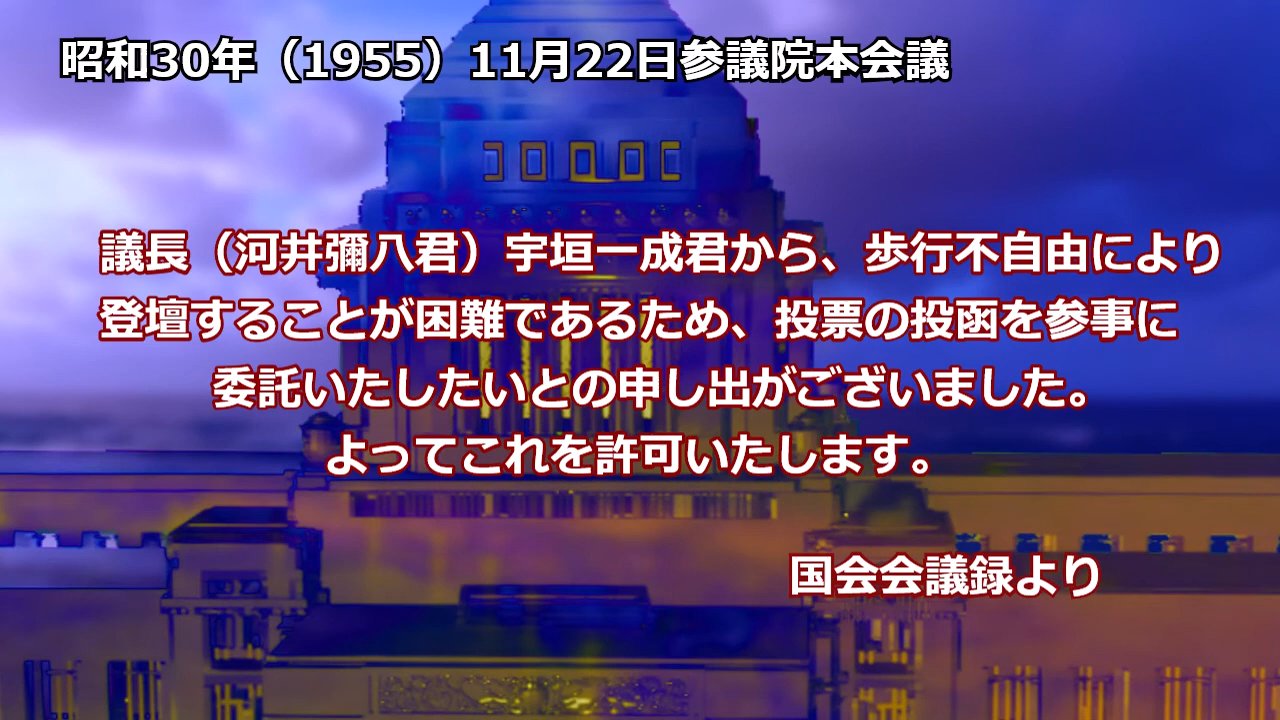 昭和30年（1955）11月22日参議院本会議
議長（河井彌八君）宇垣一成君から、歩行不自由により
登壇することが困難であるため、投票の投函を参事に
委託いたしたいとの申し出がございました。
よってこれを許可いたします。
国会会議録より